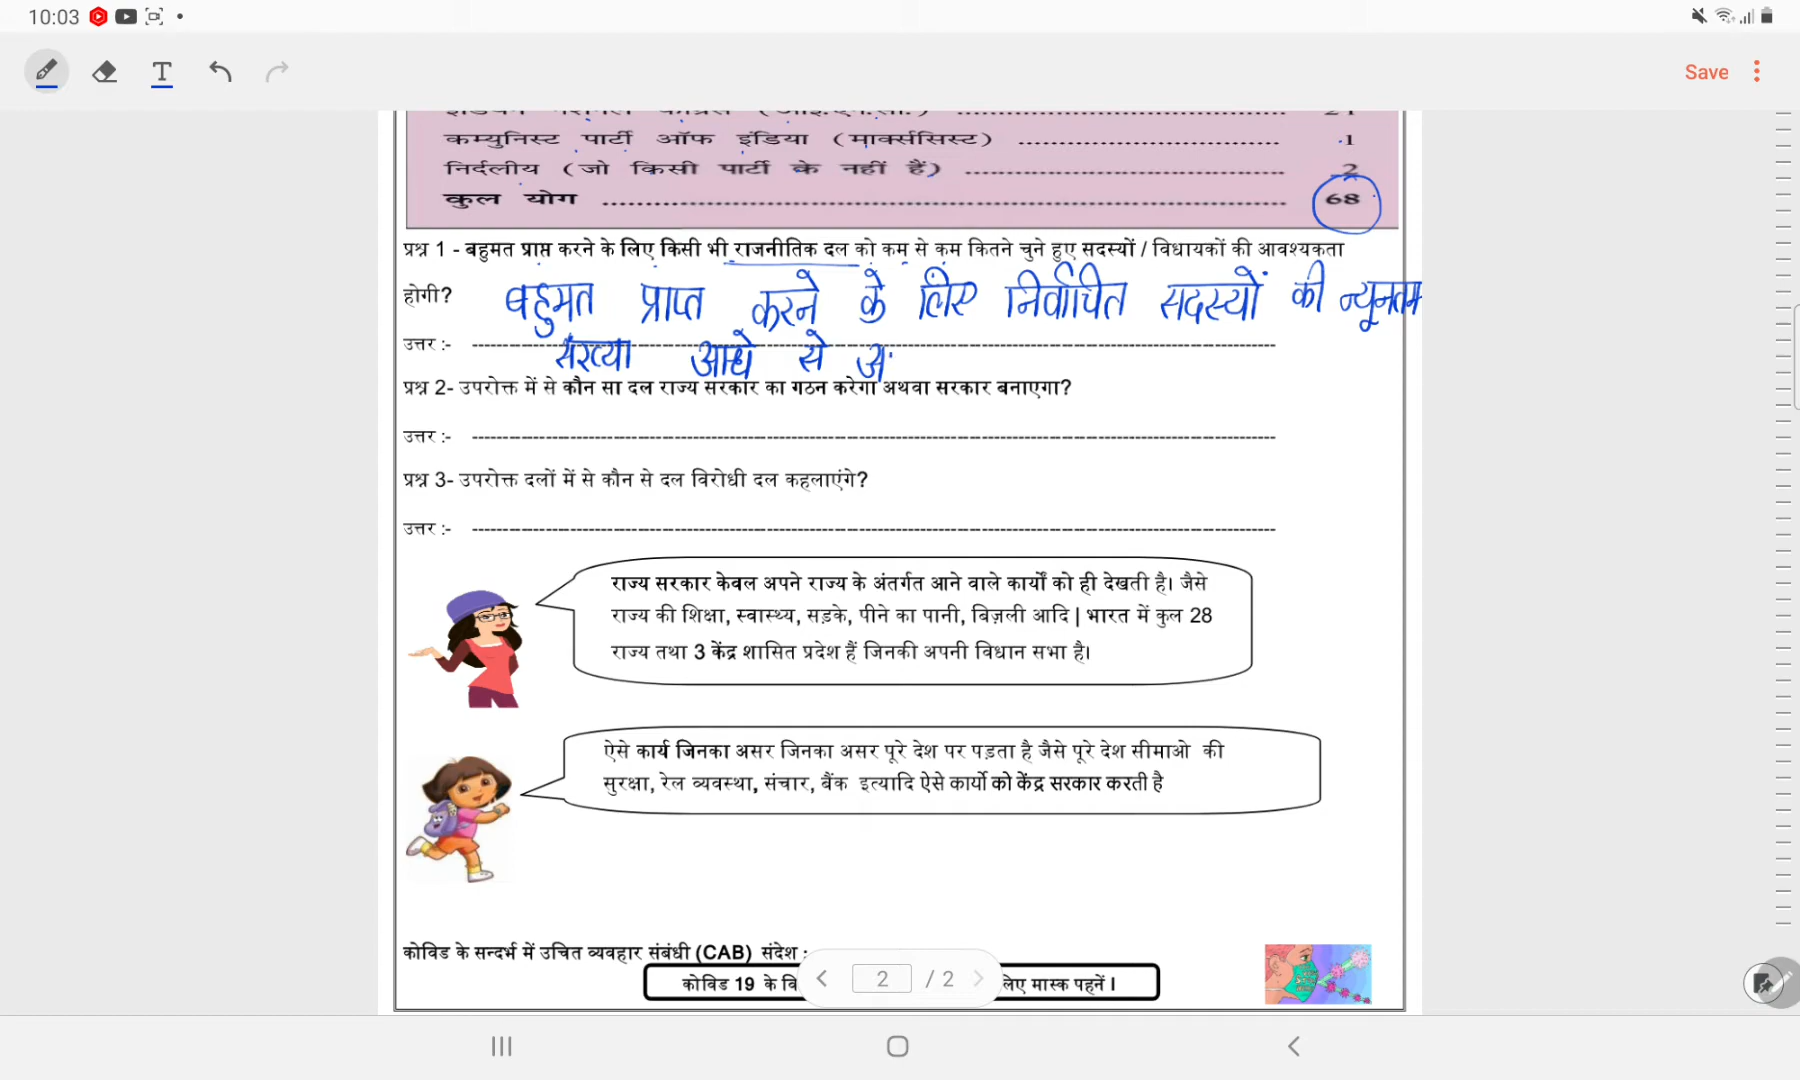 10:03
Save
कम्युनिस्ट पार्टी ऑफ इंडिया (मार्क्ससिस्ट) 1
निर्दलीय (जो किसी पार्टी के नहीं हैं) 2
कुल योग 68
प्रश्न 1 - बहुमत प्राप्त करने के लिए किसी भी राजनीतिक दल को कम से कम कितने चुने हुए सदस्यों / विधायकों की आवश्यकता
होगी? बहुमत प्राप्त करने के लिए निर्वाचित सदस्यों की न्यूनतम
उत्तर :- संख्या आधे से अ
प्रश्न 2- उपरोक्त में से कौन सा दल राज्य सरकार का गठन करेगा अथवा सरकार बनाएगा?
उत्तर :-
प्रश्न 3- उपरोक्त दलों में से कौन से दल विरोधी दल कहलाएंगे?
उत्तर :-
राज्य सरकार केवल अपने राज्य के अंतर्गत आने वाले कार्यों को ही देखती है। जैसे
राज्य की शिक्षा, स्वास्थ्य, सड़के, पीने का पानी, बिज़ली आदि | भारत में कुल 28
राज्य तथा 3 केंद्र शासित प्रदेश हैं जिनकी अपनी विधान सभा है।
ऐसे कार्य जिनका असर जिनका असर पूरे देश पर पड़ता है जैसे पूरे देश सीमाओ की
सुरक्षा, रेल व्यवस्था, संचार, बैंक इत्यादि ऐसे कार्यो को केंद्र सरकार करती है
कोविड के सन्दर्भ में उचित व्यवहार संबंधी (CAB) संदेश :
कोविड 19 के वि लिए मास्क पहनें I
2 / 2